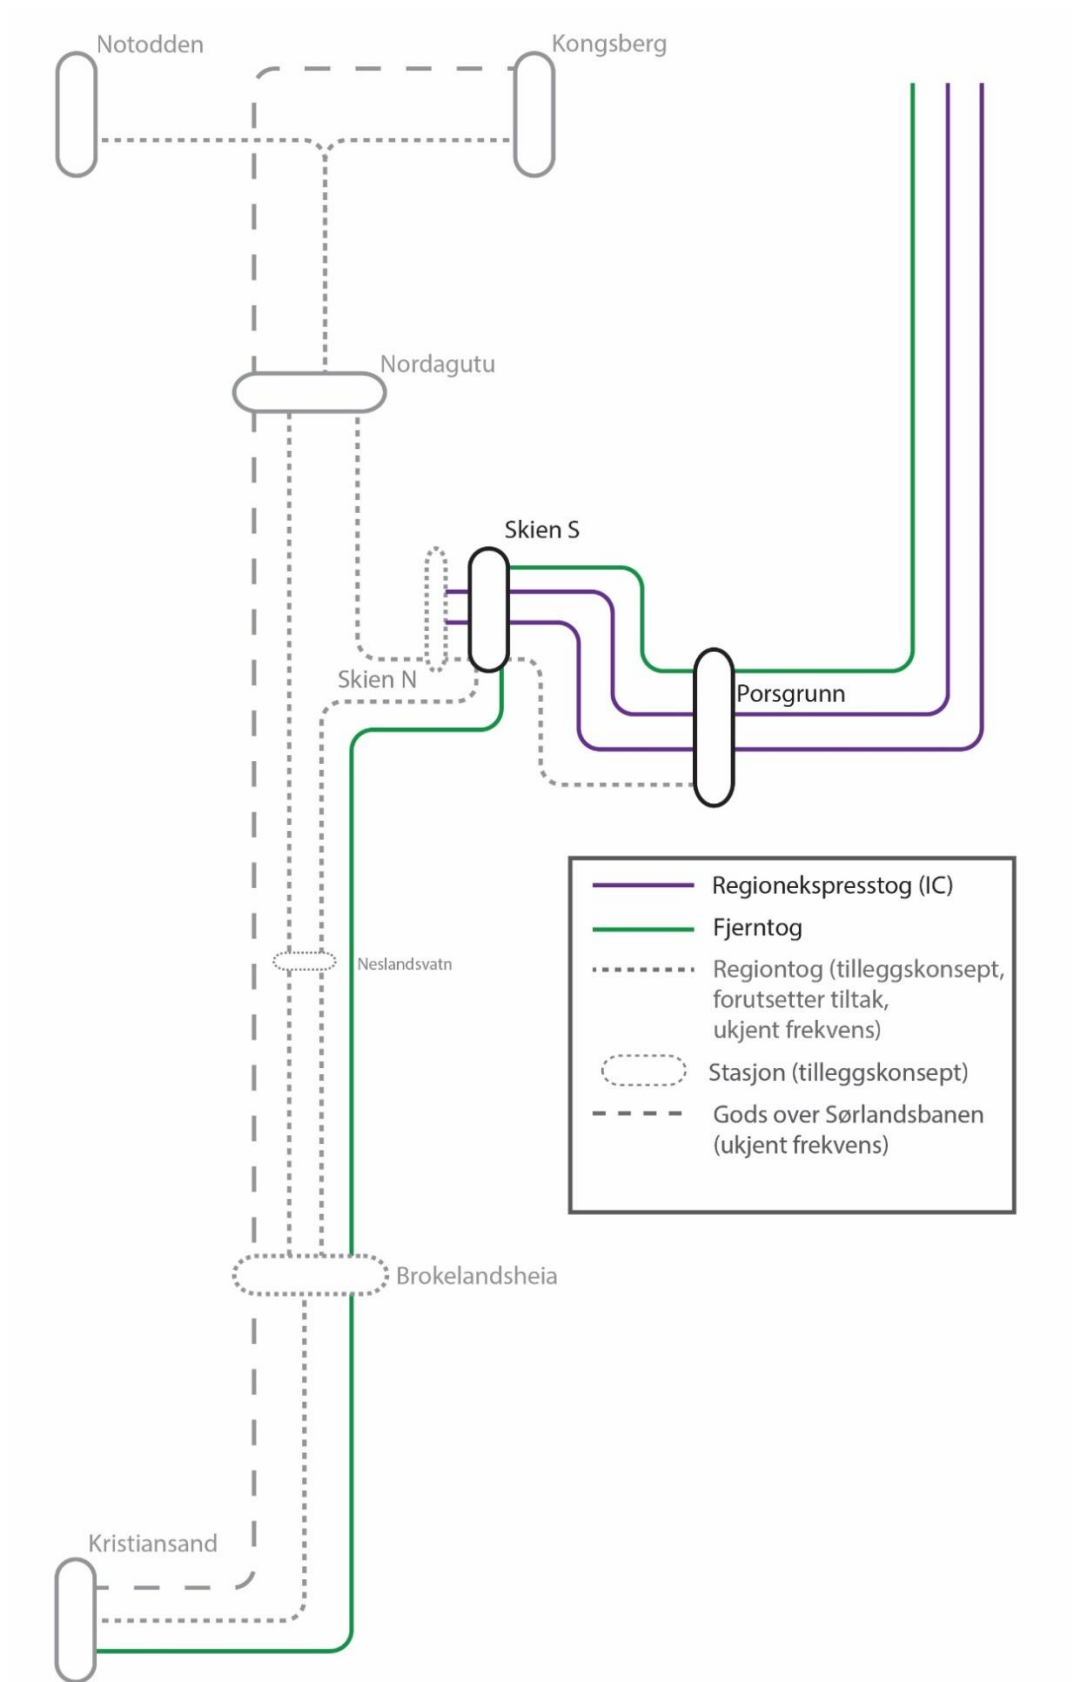 Notodden
Kongsberg
Nordagutu
Skien S
Skien N
Porsgrunn
Regionekspresstog (IC)
Fjerntog
Regiontog (tilleggskonsept,
forutsetter tiltak,
ukjent frekvens)
Stasjon (tilleggskonsept)
Gods over Sørlandsbanen
(ukjent frekvens)
Neslandsvatn
Brokelandsheia
Kristiansand